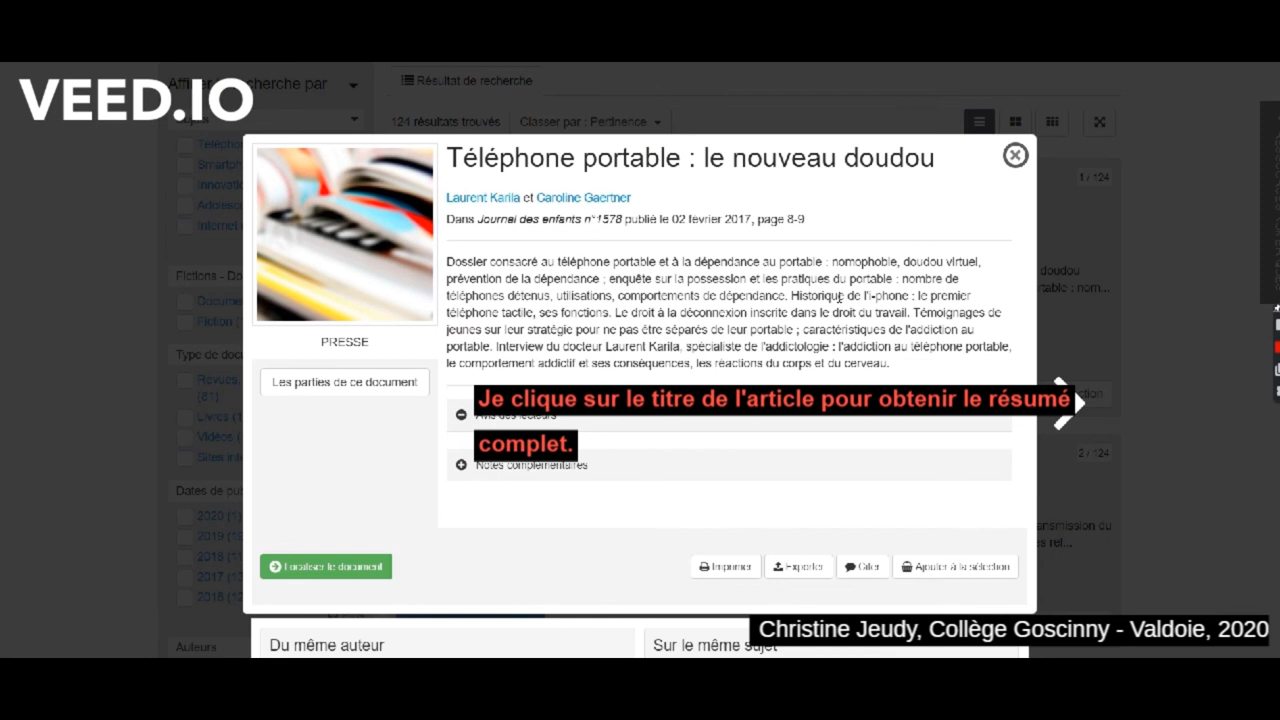 VEED.IO
Résultat de recherche
124 résultats trouvés
Classer par : Pertinence
Téléphone portable : le nouveau doudou
1 / 124
Laurent Karila et Caroline Gaertner
Dans Journal des enfants n°1578 publié le 02 février 2017, page 8-9
Dossier consacré au téléphone portable et à la dépendance au portable : nomophobie, doudou virtuel,
prévention de la dépendance ; enquête sur la possession et les pratiques du portable : nombre de
téléphones détenus, utilisations, comportements de dépendance. Historique de l'i-phone : le premier
téléphone tactile, ses fonctions. Le droit à la déconnexion inscrite dans le droit du travail. Témoignages de
jeunes sur leur stratégie pour ne pas être séparés de leur portable ; caractéristiques de l'addiction au
portable. Interview du docteur Laurent Karila, spécialiste de l'addictologie : l'addiction au téléphone portable,
le comportement addictif et ses conséquences, les réactions du corps et du cerveau.
PRESSE
Les parties de ce document
Je clique sur le titre de l'article pour obtenir le résumé
complet.
Notes complémentaires
2 / 124
Dates de pu
2020 (1)
Localiser le document
Imprimer
Exporter
Citer
Ajouter à la sélection
Christine Jeudy, Collège Goscinny - Valdoie, 2020
Auteurs
Du même auteur
Sur le même sujet